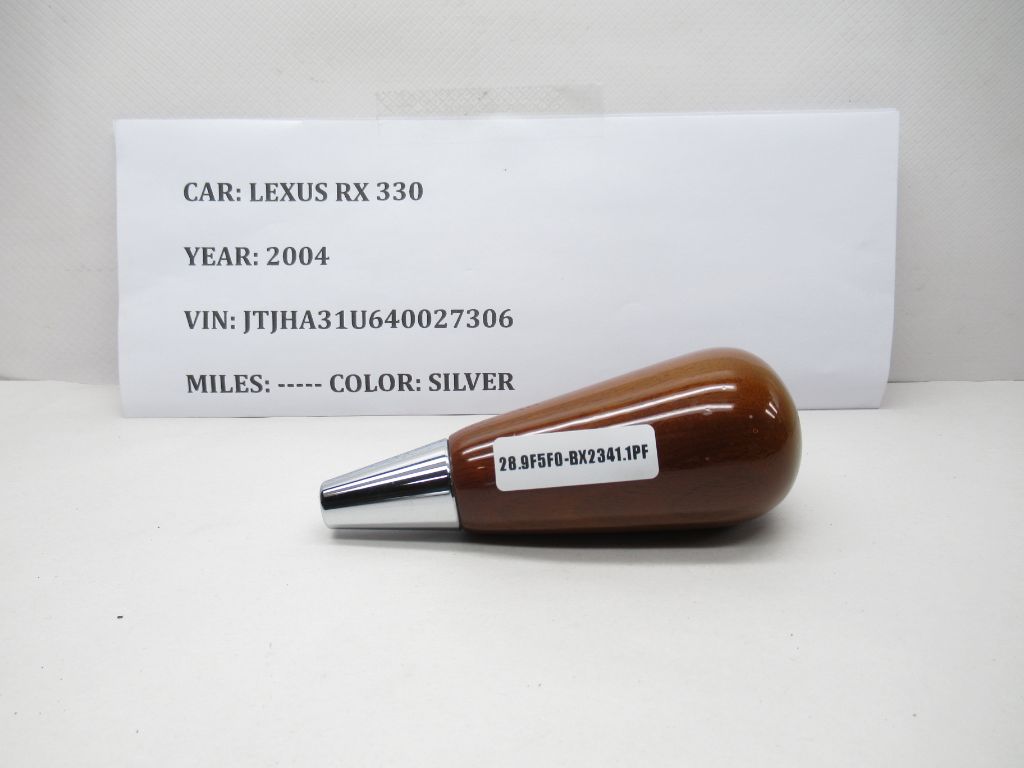 CAR: LEXUS RX 330
YEAR: 2004
VIN: JTJHA31U640027306
MILES: ----- COLOR: SILVER
28.9F5F0-BX2341.1PF